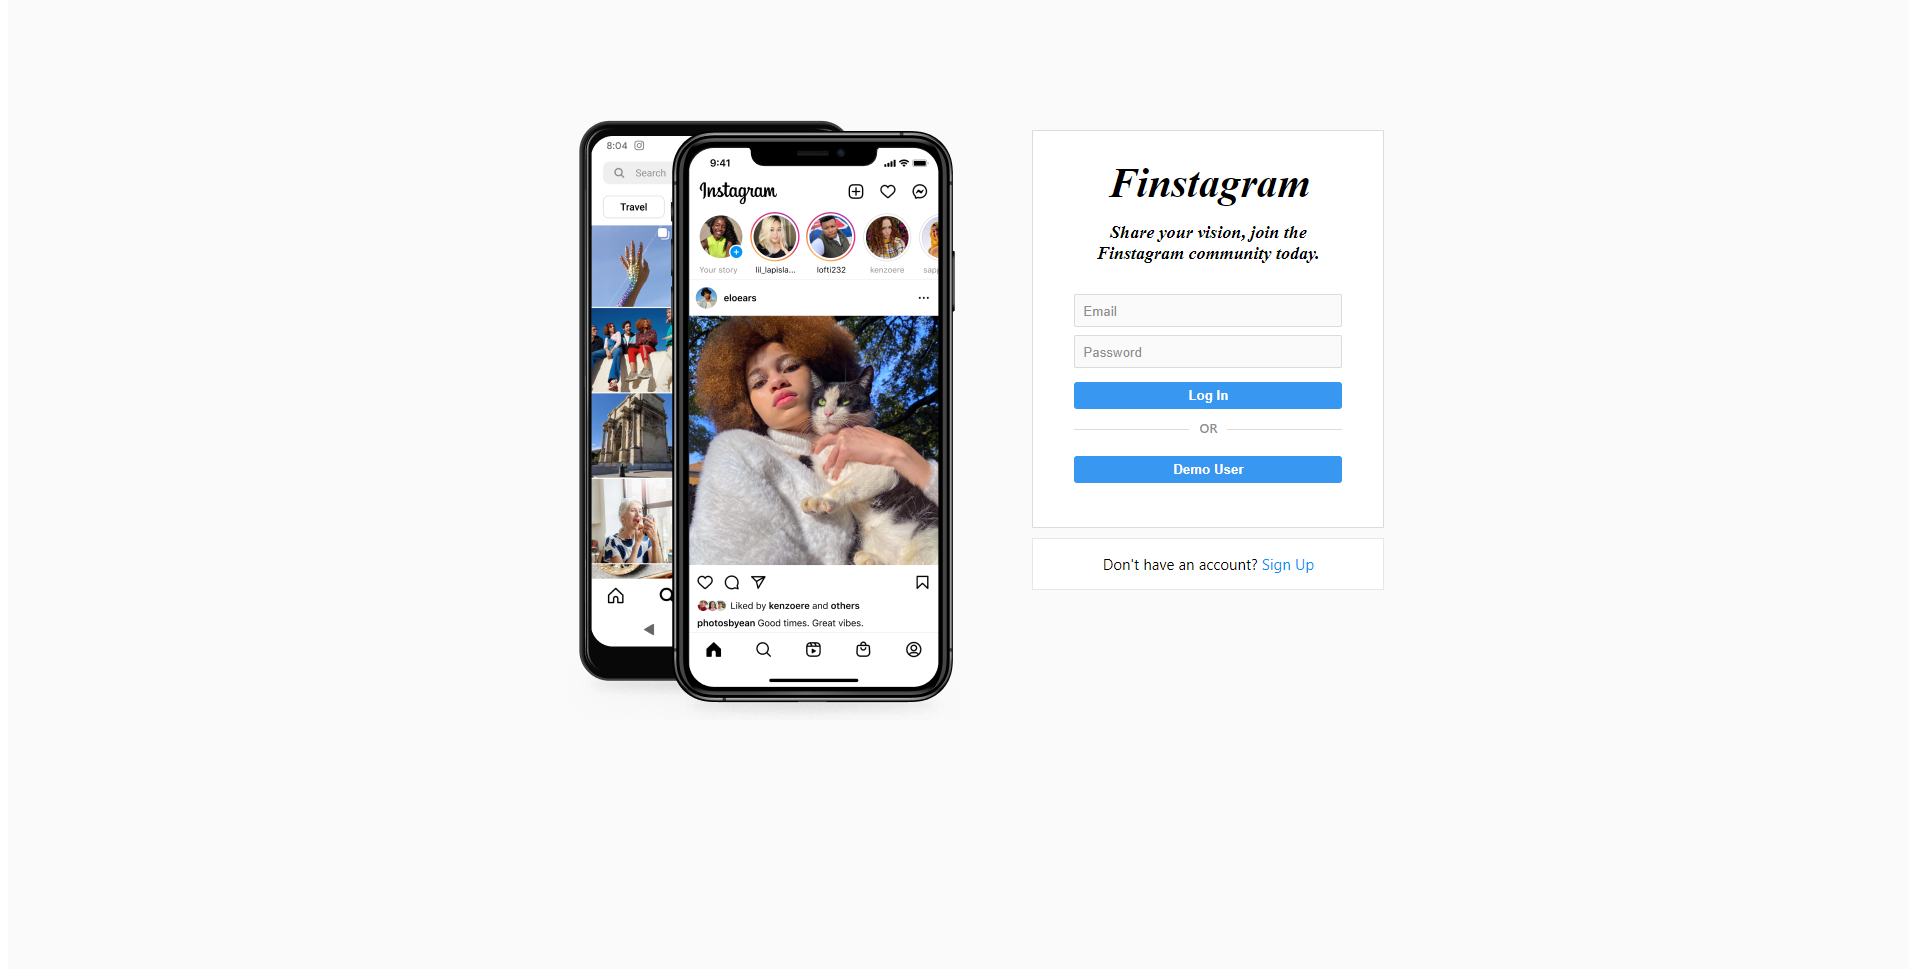 8:04
Search
Travel
9:41
Instagram
Your story
lil_lapisla...
lofti232
kenzoere
sap
eloears
Liked by kenzoere and others
photosbyean Good times. Great vibes.
Finstagram
Share your vision, join the
Finstagram community today.
Email
Password
Log In
OR
Demo User
Don't have an account? Sign Up